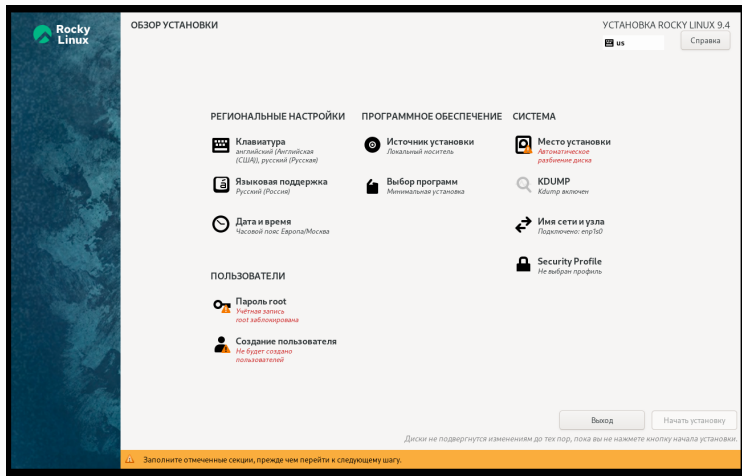 Rocky
Linux
ОБЗОР УСТАНОВКИ
УСТАНОВКА ROCKY LINUX 9.4
us
Справка
РЕГИОНАЛЬНЫЕ НАСТРОЙКИ
Клавиатура
английский (Английская
(США)), русский (Русская)
Языковая поддержка
Русский (Россия)
Дата и время
Часовой пояс Европа/Москва
ПРОГРАММНОЕ ОБЕСПЕЧЕНИЕ
Источник установки
Локальный носитель
Выбор программ
Минимальная установка
СИСТЕМА
Место установки
Автоматическое
разбиение диска
KDUMP
Kdump включен
Имя сети и узла
Подключено: enp1s0
Security Profile
Не выбран профиль
ПОЛЬЗОВАТЕЛИ
Пароль root
Учётная запись
root заблокирована
Создание пользователя
Не будет создано
пользователей
Выход
Начать установку
Диски не подвергнутся изменениям до тех пор, пока вы не нажмете кнопку начала установки.
Заполните отмеченные секции, прежде чем перейти к следующему шагу.